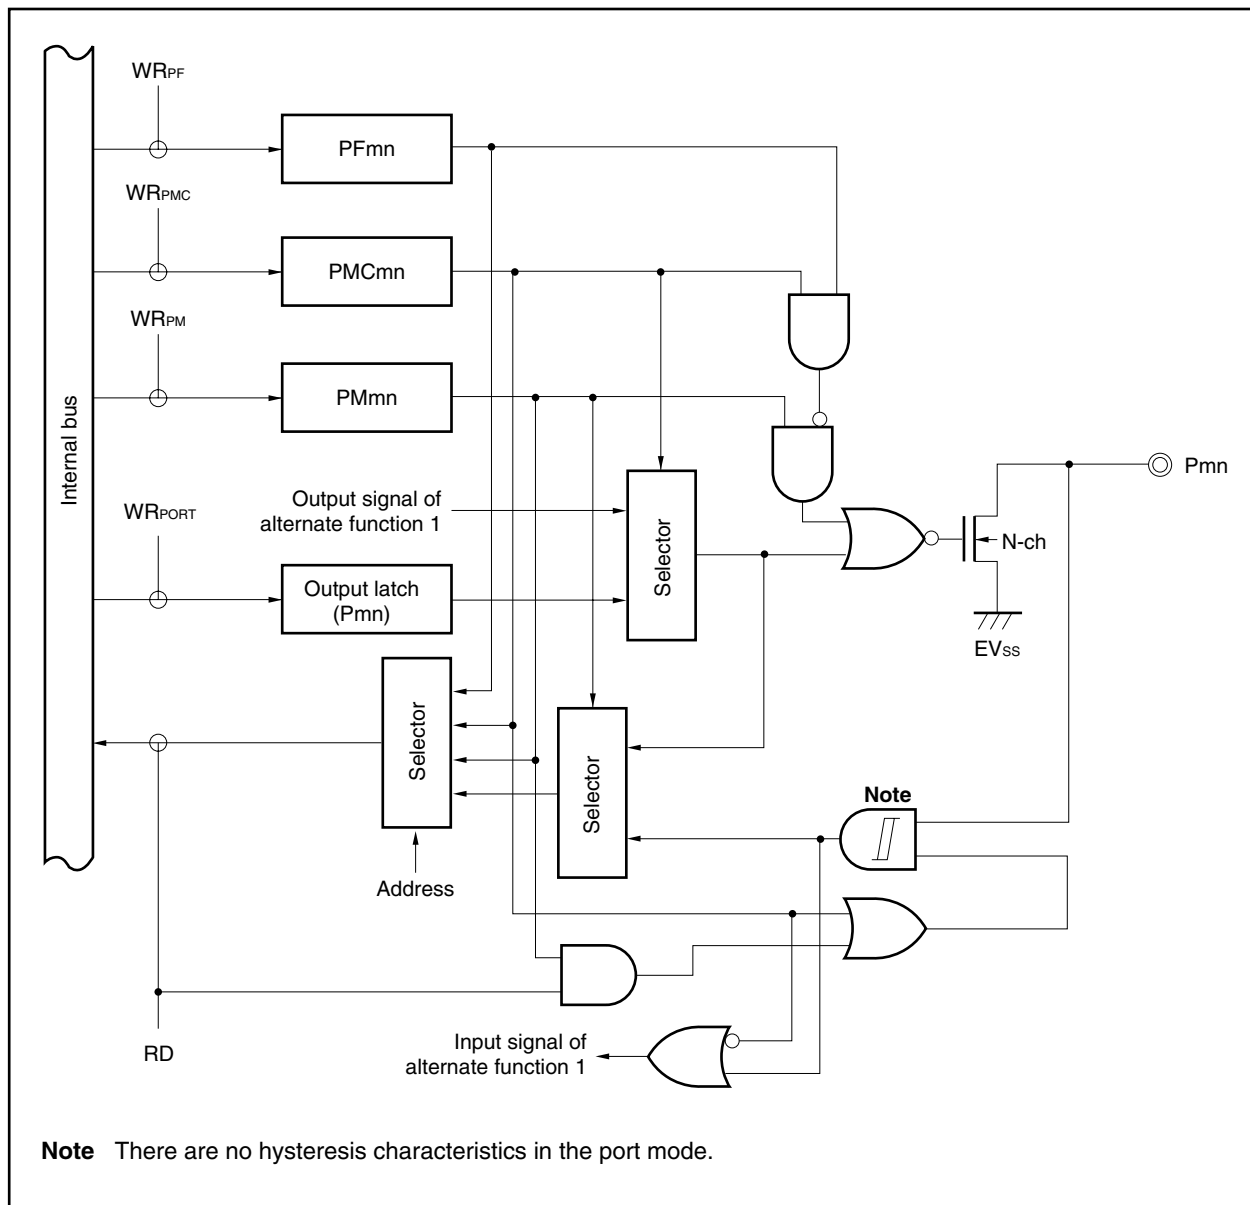 WRPF
PFmn
WRPMC
PMCmn
WRPM
PMmn
Internal bus
Pmn
Output signal of
alternate function 1
WRPORT
Selector
N-ch
Output latch
(Pmn)
EVSS
Selector
Selector
Note
Address
Input signal of
alternate function 1
RD
Note There are no hysteresis characteristics in the port mode.